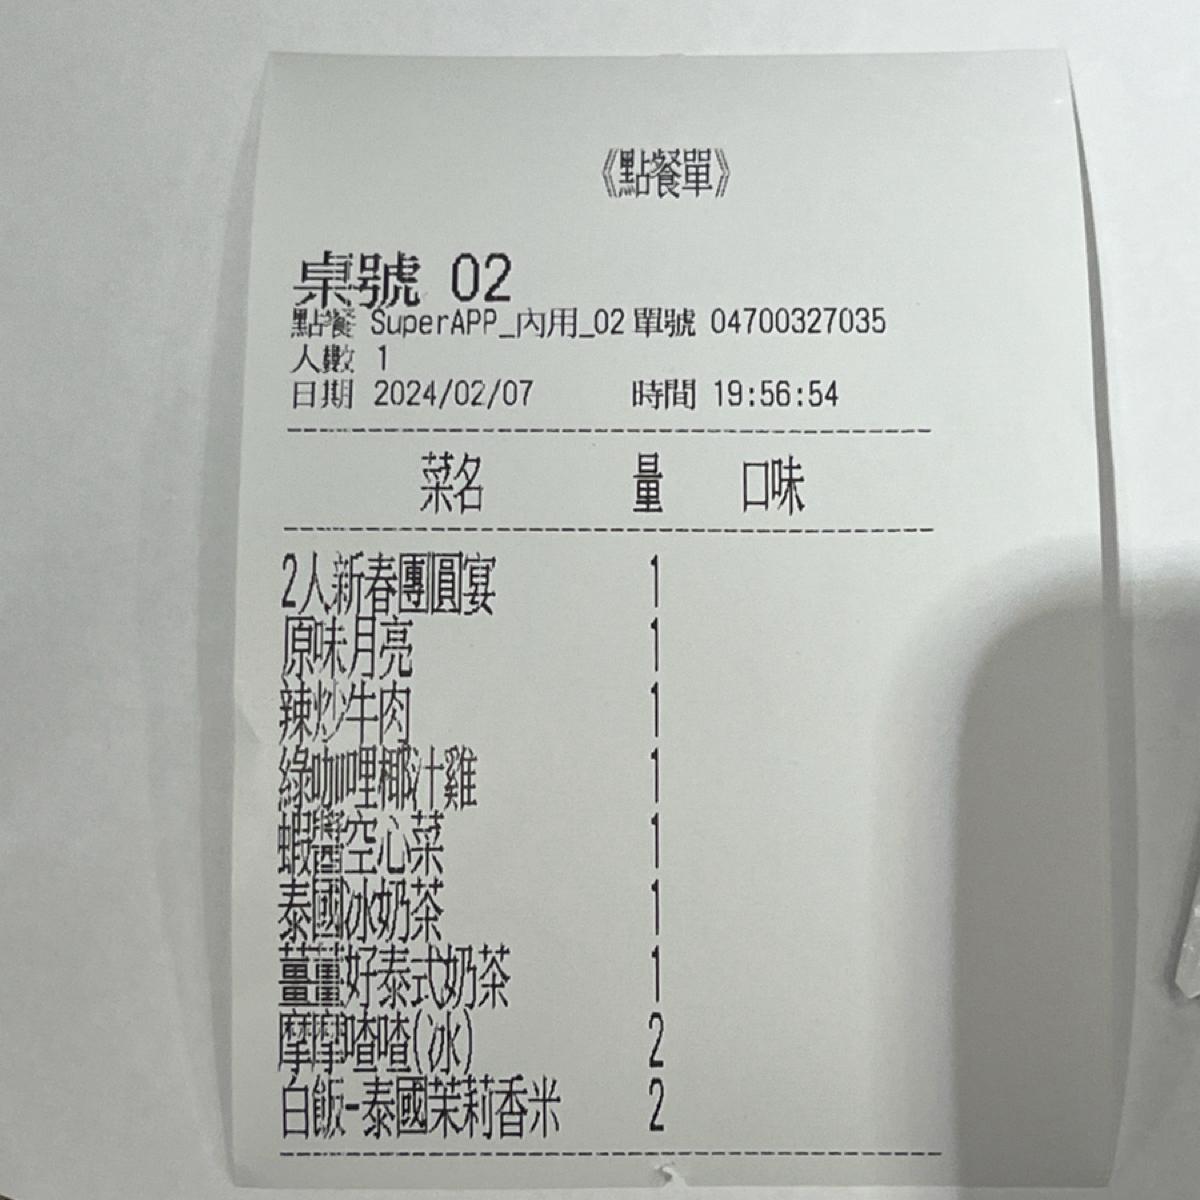 《點餐單》
桌號 02
點餐 SuperAPP_內用_02 單號 04700327035
人數 1
日期 2024/02/07 時間 19:56:54
菜名 量 口味
2人新春團圓宴 1
原味月亮 1
辣炒牛肉 1
綠咖哩椰汁雞 1
蝦醬空心菜 1
泰國冰奶茶 1
薑薑好泰式奶茶 1
摩摩喳喳(冰) 2
白飯-泰國茉莉香米 2